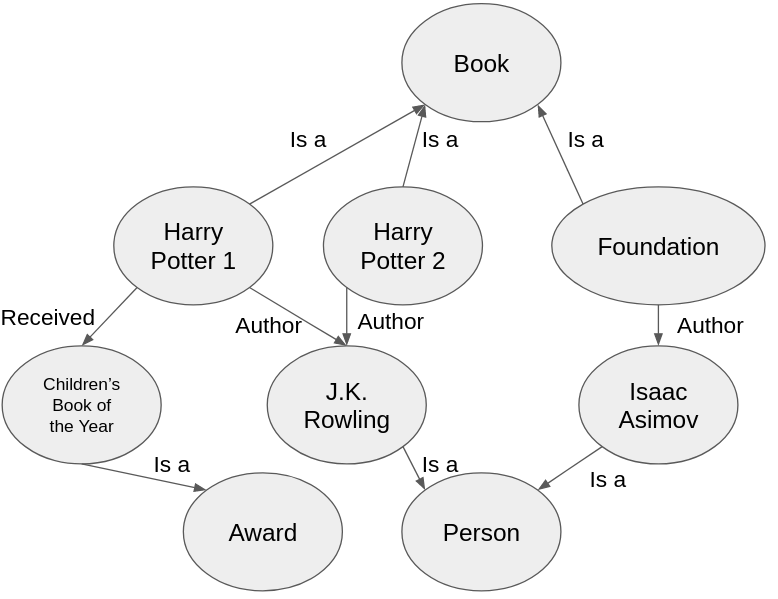 Book
Is a
Is a
Is a
Harry
Potter 1
Harry
Potter 2
Foundation
Received
Author
Author
Author
Children’s
Book of
the Year
J.K.
Rowling
Isaac
Asimov
Is a
Is a
Is a
Award
Person